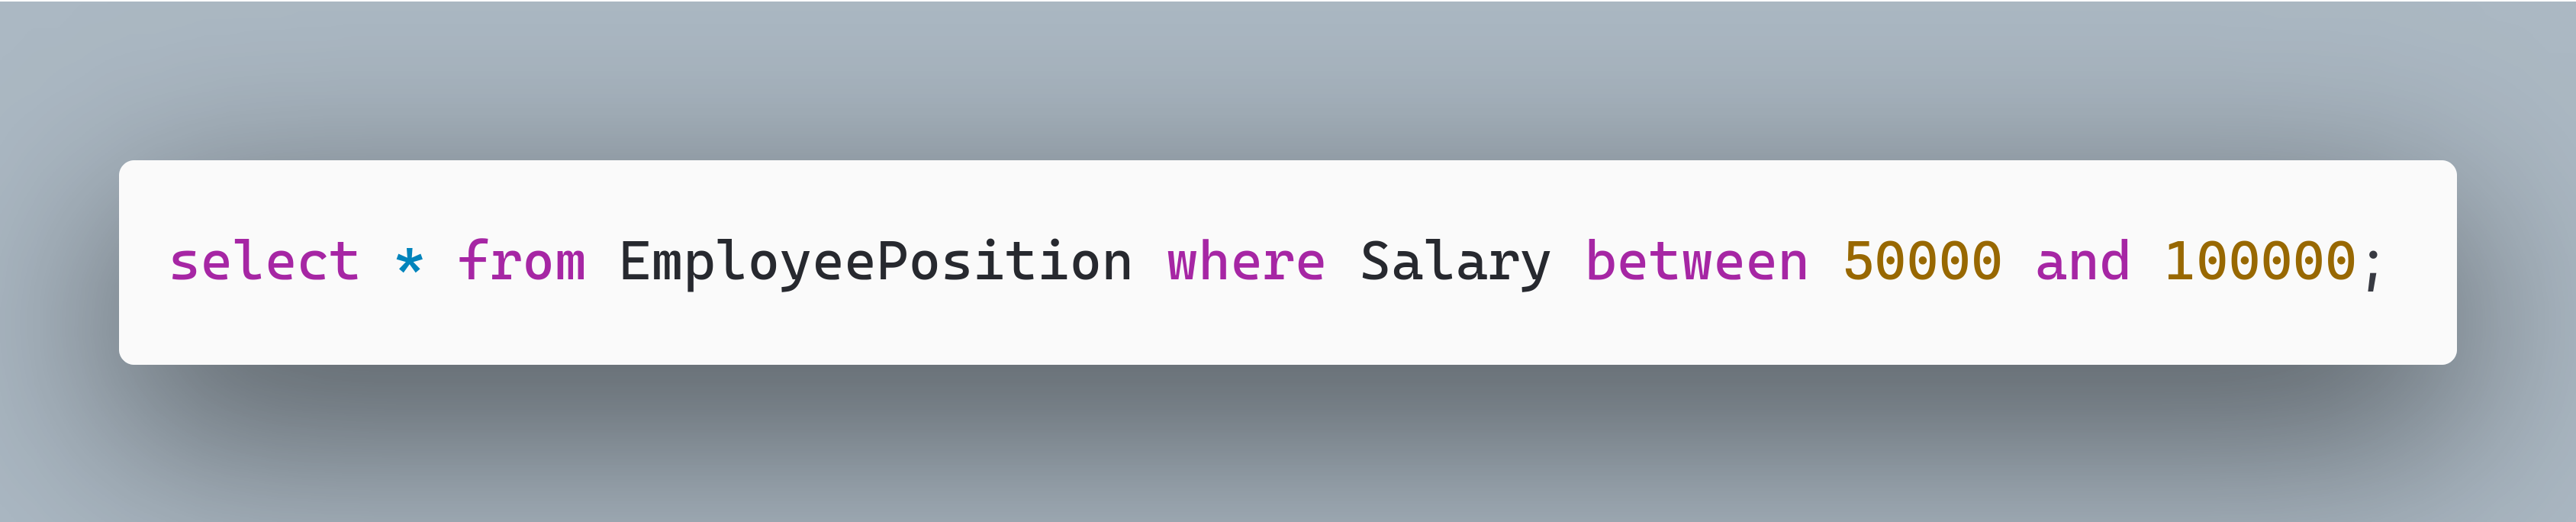 select * from EmployeePosition where Salary between 50000 and 100000;